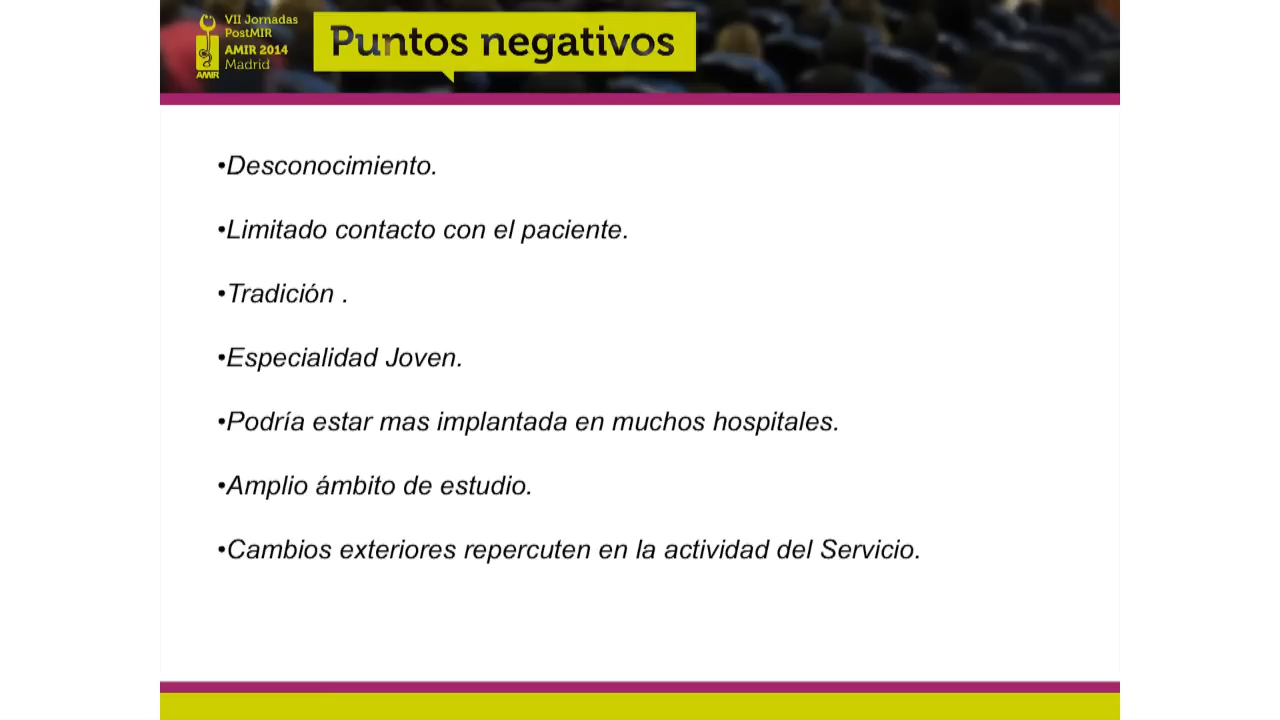 VII Jornadas
PostMIR
AMIR 2014
Madrid
AMIR
Puntos negativos
•Desconocimiento.
•Limitado contacto con el paciente.
•Tradición .
•Especialidad Joven.
•Podría estar mas implantada en muchos hospitales.
•Amplio ámbito de estudio.
•Cambios exteriores repercuten en la actividad del Servicio.